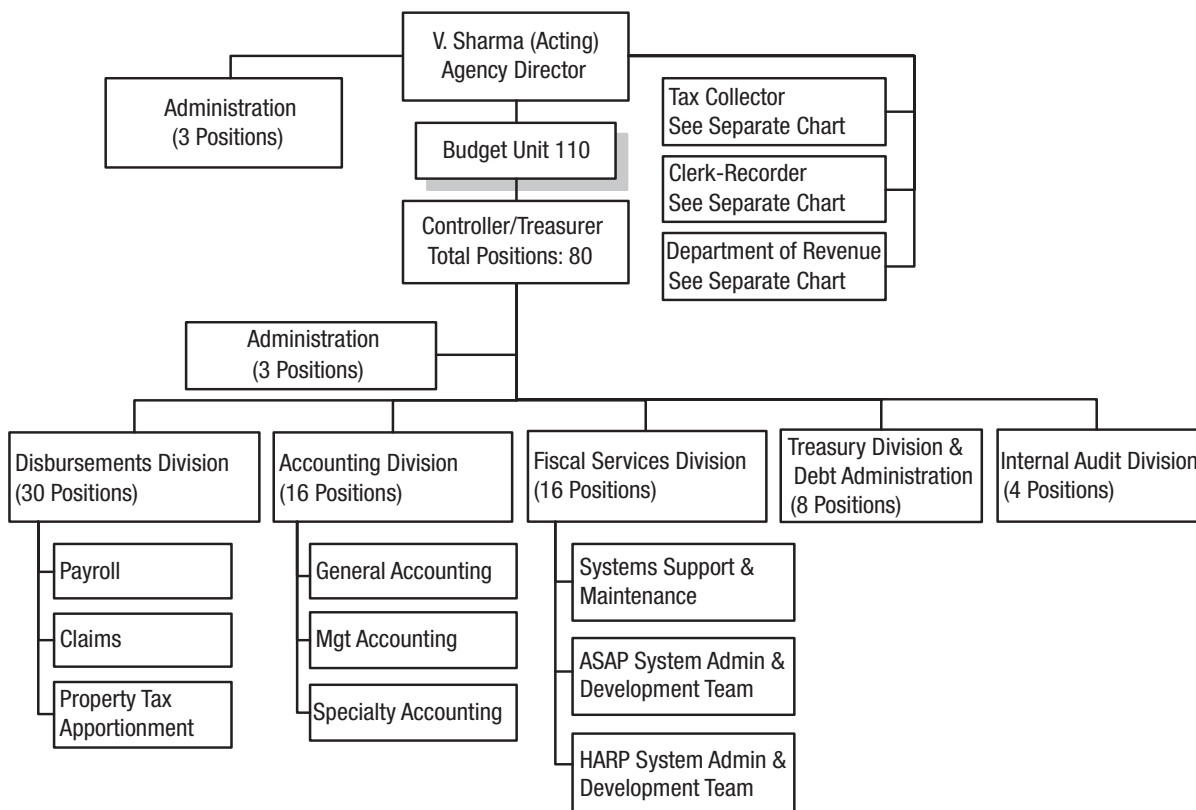 V. Sharma (Acting)
Agency Director
Administration
(3 Positions)
Tax Collector
See Separate Chart
Budget Unit 110
Clerk-Recorder
See Separate Chart
Controller/Treasurer
Total Positions: 80
Department of Revenue
See Separate Chart
Administration
(3 Positions)
Disbursements Division
(30 Positions)
Accounting Division
(16 Positions)
Fiscal Services Division
(16 Positions)
Treasury Division &
Debt Administration
(8 Positions)
Internal Audit Division
(4 Positions)
Payroll
Claims
Property Tax
Apportionment
General Accounting
Mgt Accounting
Specialty Accounting
Systems Support &
Maintenance
ASAP System Admin &
Development Team
HARP System Admin &
Development Team